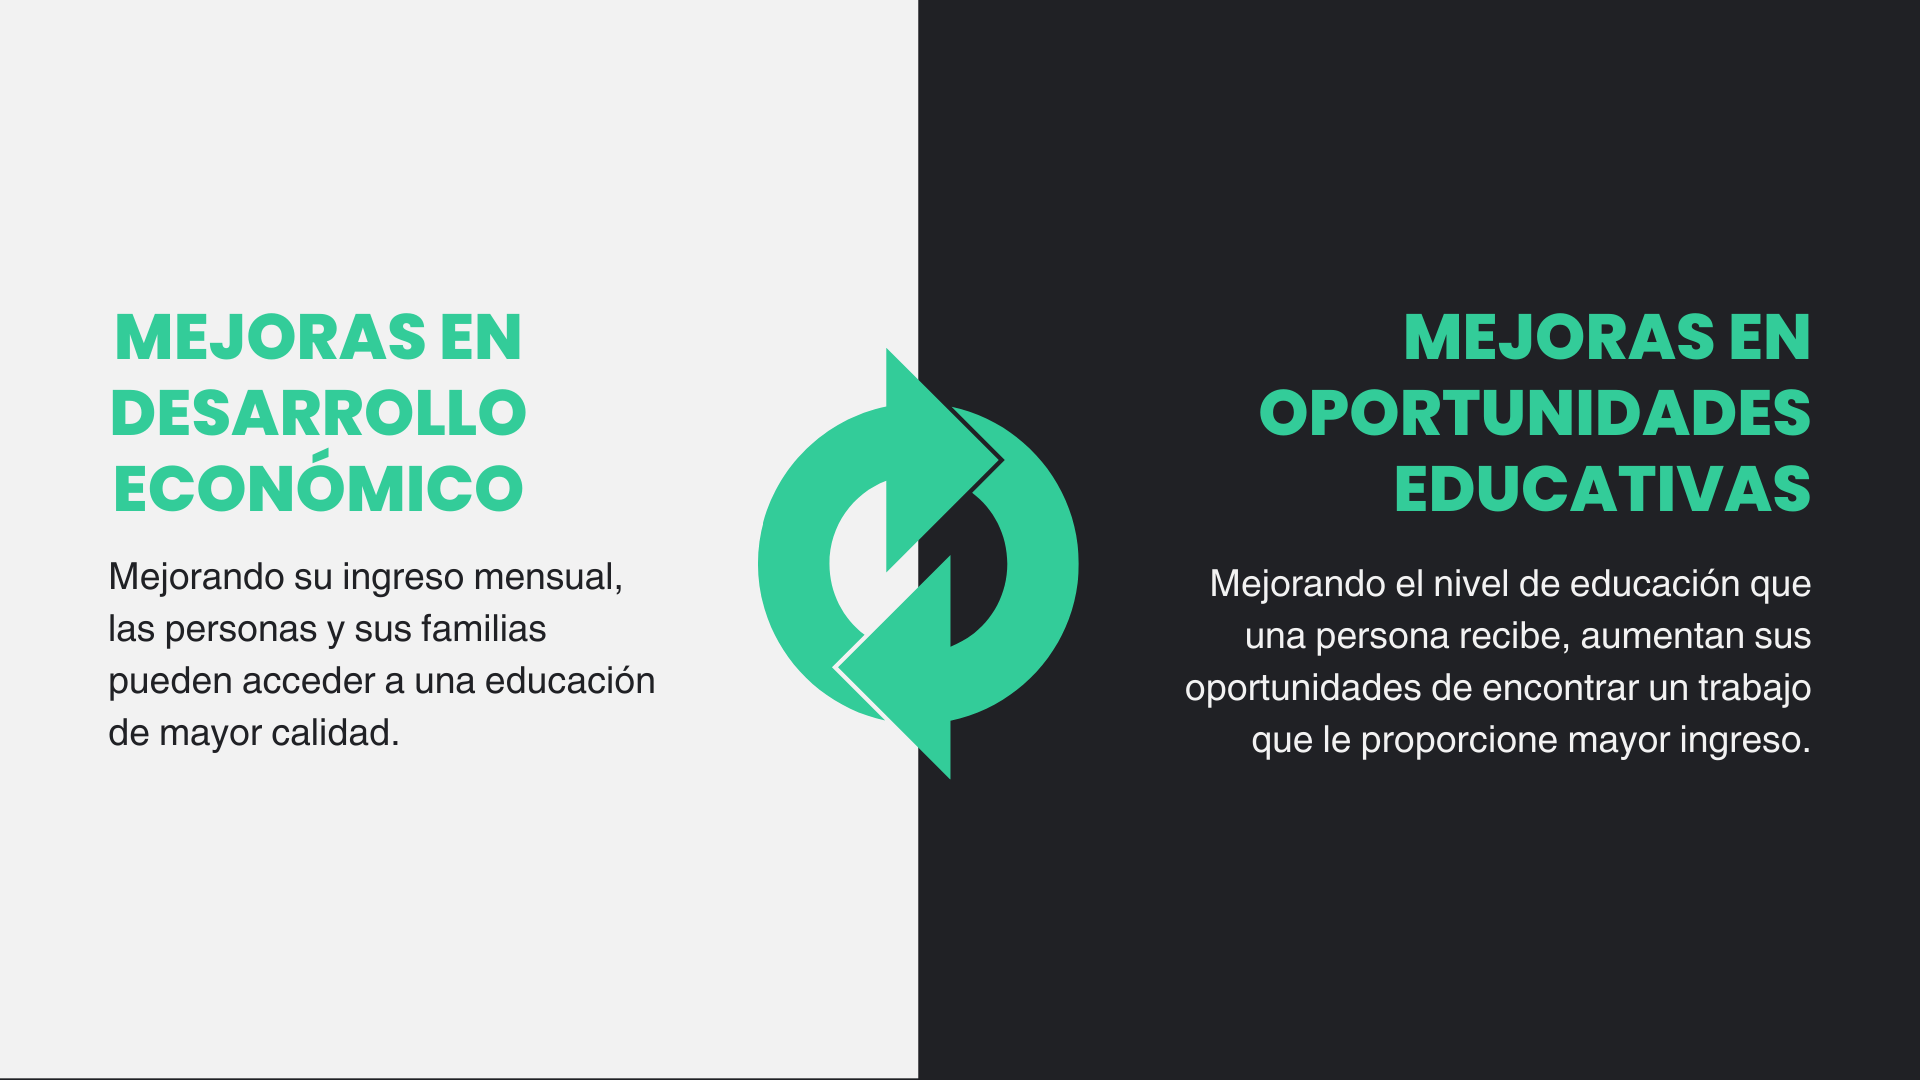 MEJORAS EN
DESARROLLO
ECONÓMICO
Mejorando su ingreso mensual,
las personas y sus familias
pueden acceder a una educación
de mayor calidad.
MEJORAS EN
OPORTUNIDADES
EDUCATIVAS
Mejorando el nivel de educación que
una persona recibe, aumentan sus
oportunidades de encontrar un trabajo
que le proporcione mayor ingreso.